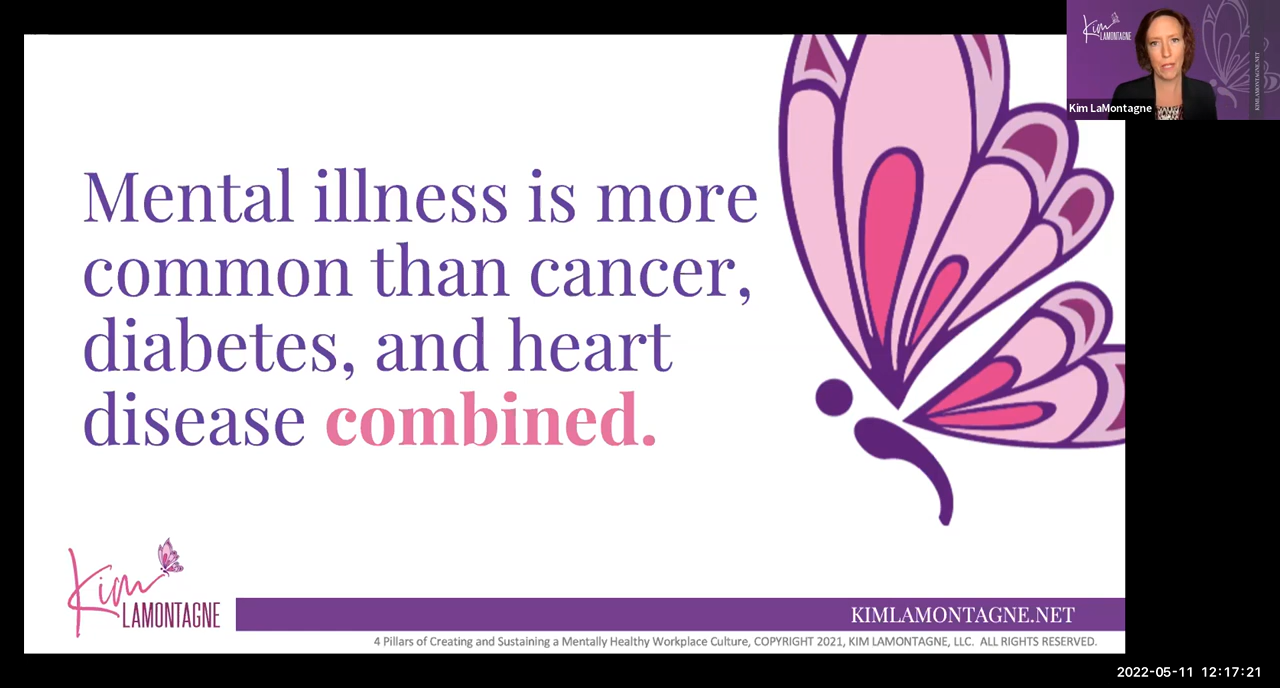 Kim
LAMONTAGNE
KIMLAMONTAGNE.NET
Kim LaMontagne
Mental illness is more
common than cancer,
diabetes, and heart
disease combined.
Kim
LAMONTAGNE
KIMLAMONTAGNE.NET
4 Pillars of Creating and Sustaining a Mentally Healthy Workplace Culture, COPYRIGHT 2021, KIM LAMONTAGNE, LLC.  ALL RIGHTS RESERVED.
2022-05-11 12:17:21